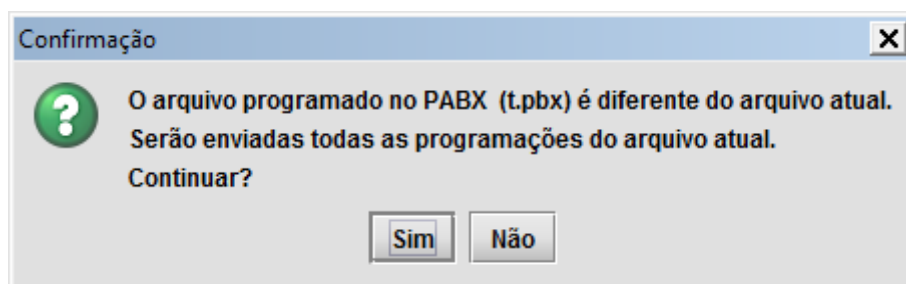 Confirmação
O arquivo programado no PABX (t.pbx) é diferente do arquivo atual.
Serão enviadas todas as programações do arquivo atual.
Continuar?
Sim Não